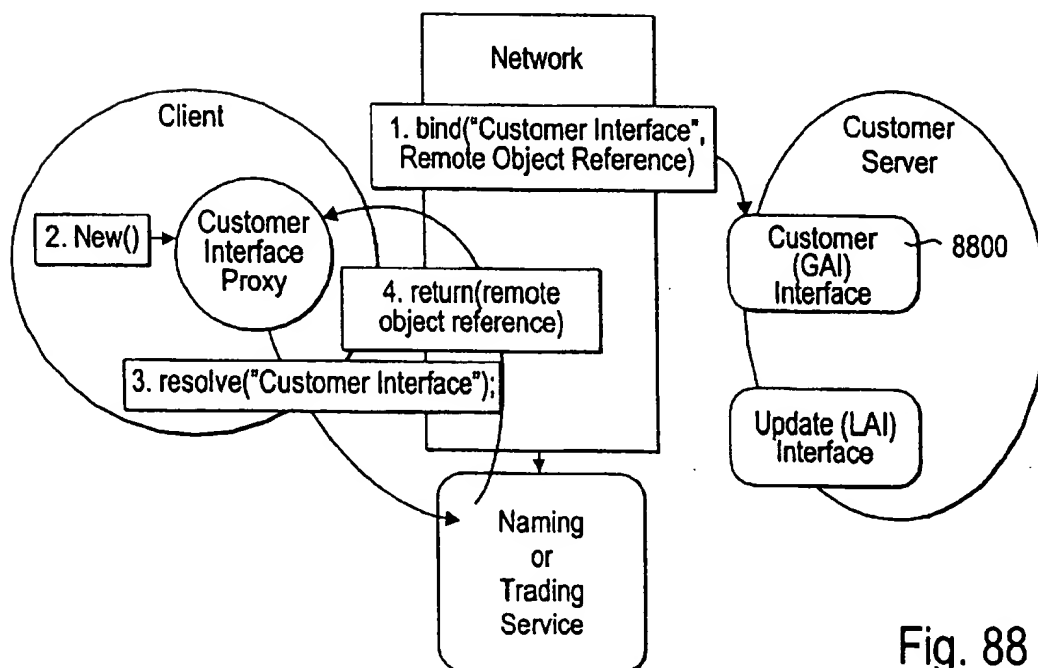 Network
Client
1. bind("Customer Interface",
Remote Object Reference)
Customer
Server
2. New()
Customer
Interface
Proxy
Customer
(GAI)
Interface
8800
4. return(remote
object reference)
3. resolve("Customer Interface");
Update (LAI)
Interface
Naming
or
Trading
Service
Fig. 88